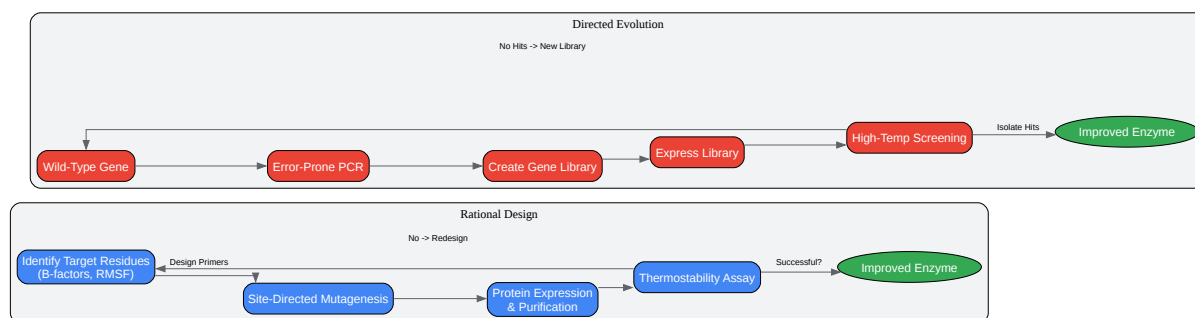 Directed Evolution
No Hits -> New Library
Wild-Type Gene
Error-Prone PCR
Create Gene Library
Express Library
High-Temp Screening
Isolate Hits
Improved Enzyme
Rational Design
No -> Redesign
Identify Target Residues
(B-factors, RMSF)
Design Primers
Site-Directed Mutagenesis
Protein Expression
& Purification
Thermostability Assay
Successful?
Improved Enzyme